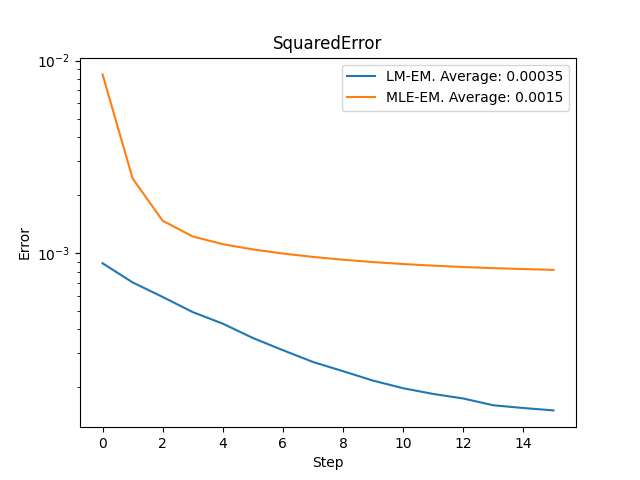 SquaredError
10⁻²
10⁻³
Error
LM-EM. Average: 0.00035
MLE-EM. Average: 0.0015
0 2 4 6 8 10 12 14
Step